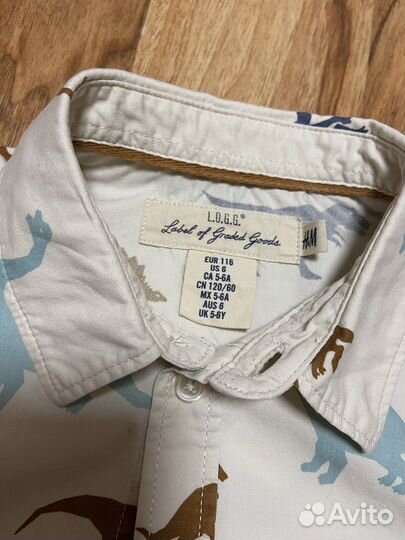 L.O.G.G.®
Label of Graded Goods
H&M
EUR 116
US 6
CA 5-6A
CN 120/60
MX 5-6A
AUS 6
UK 5-6Y
Avito